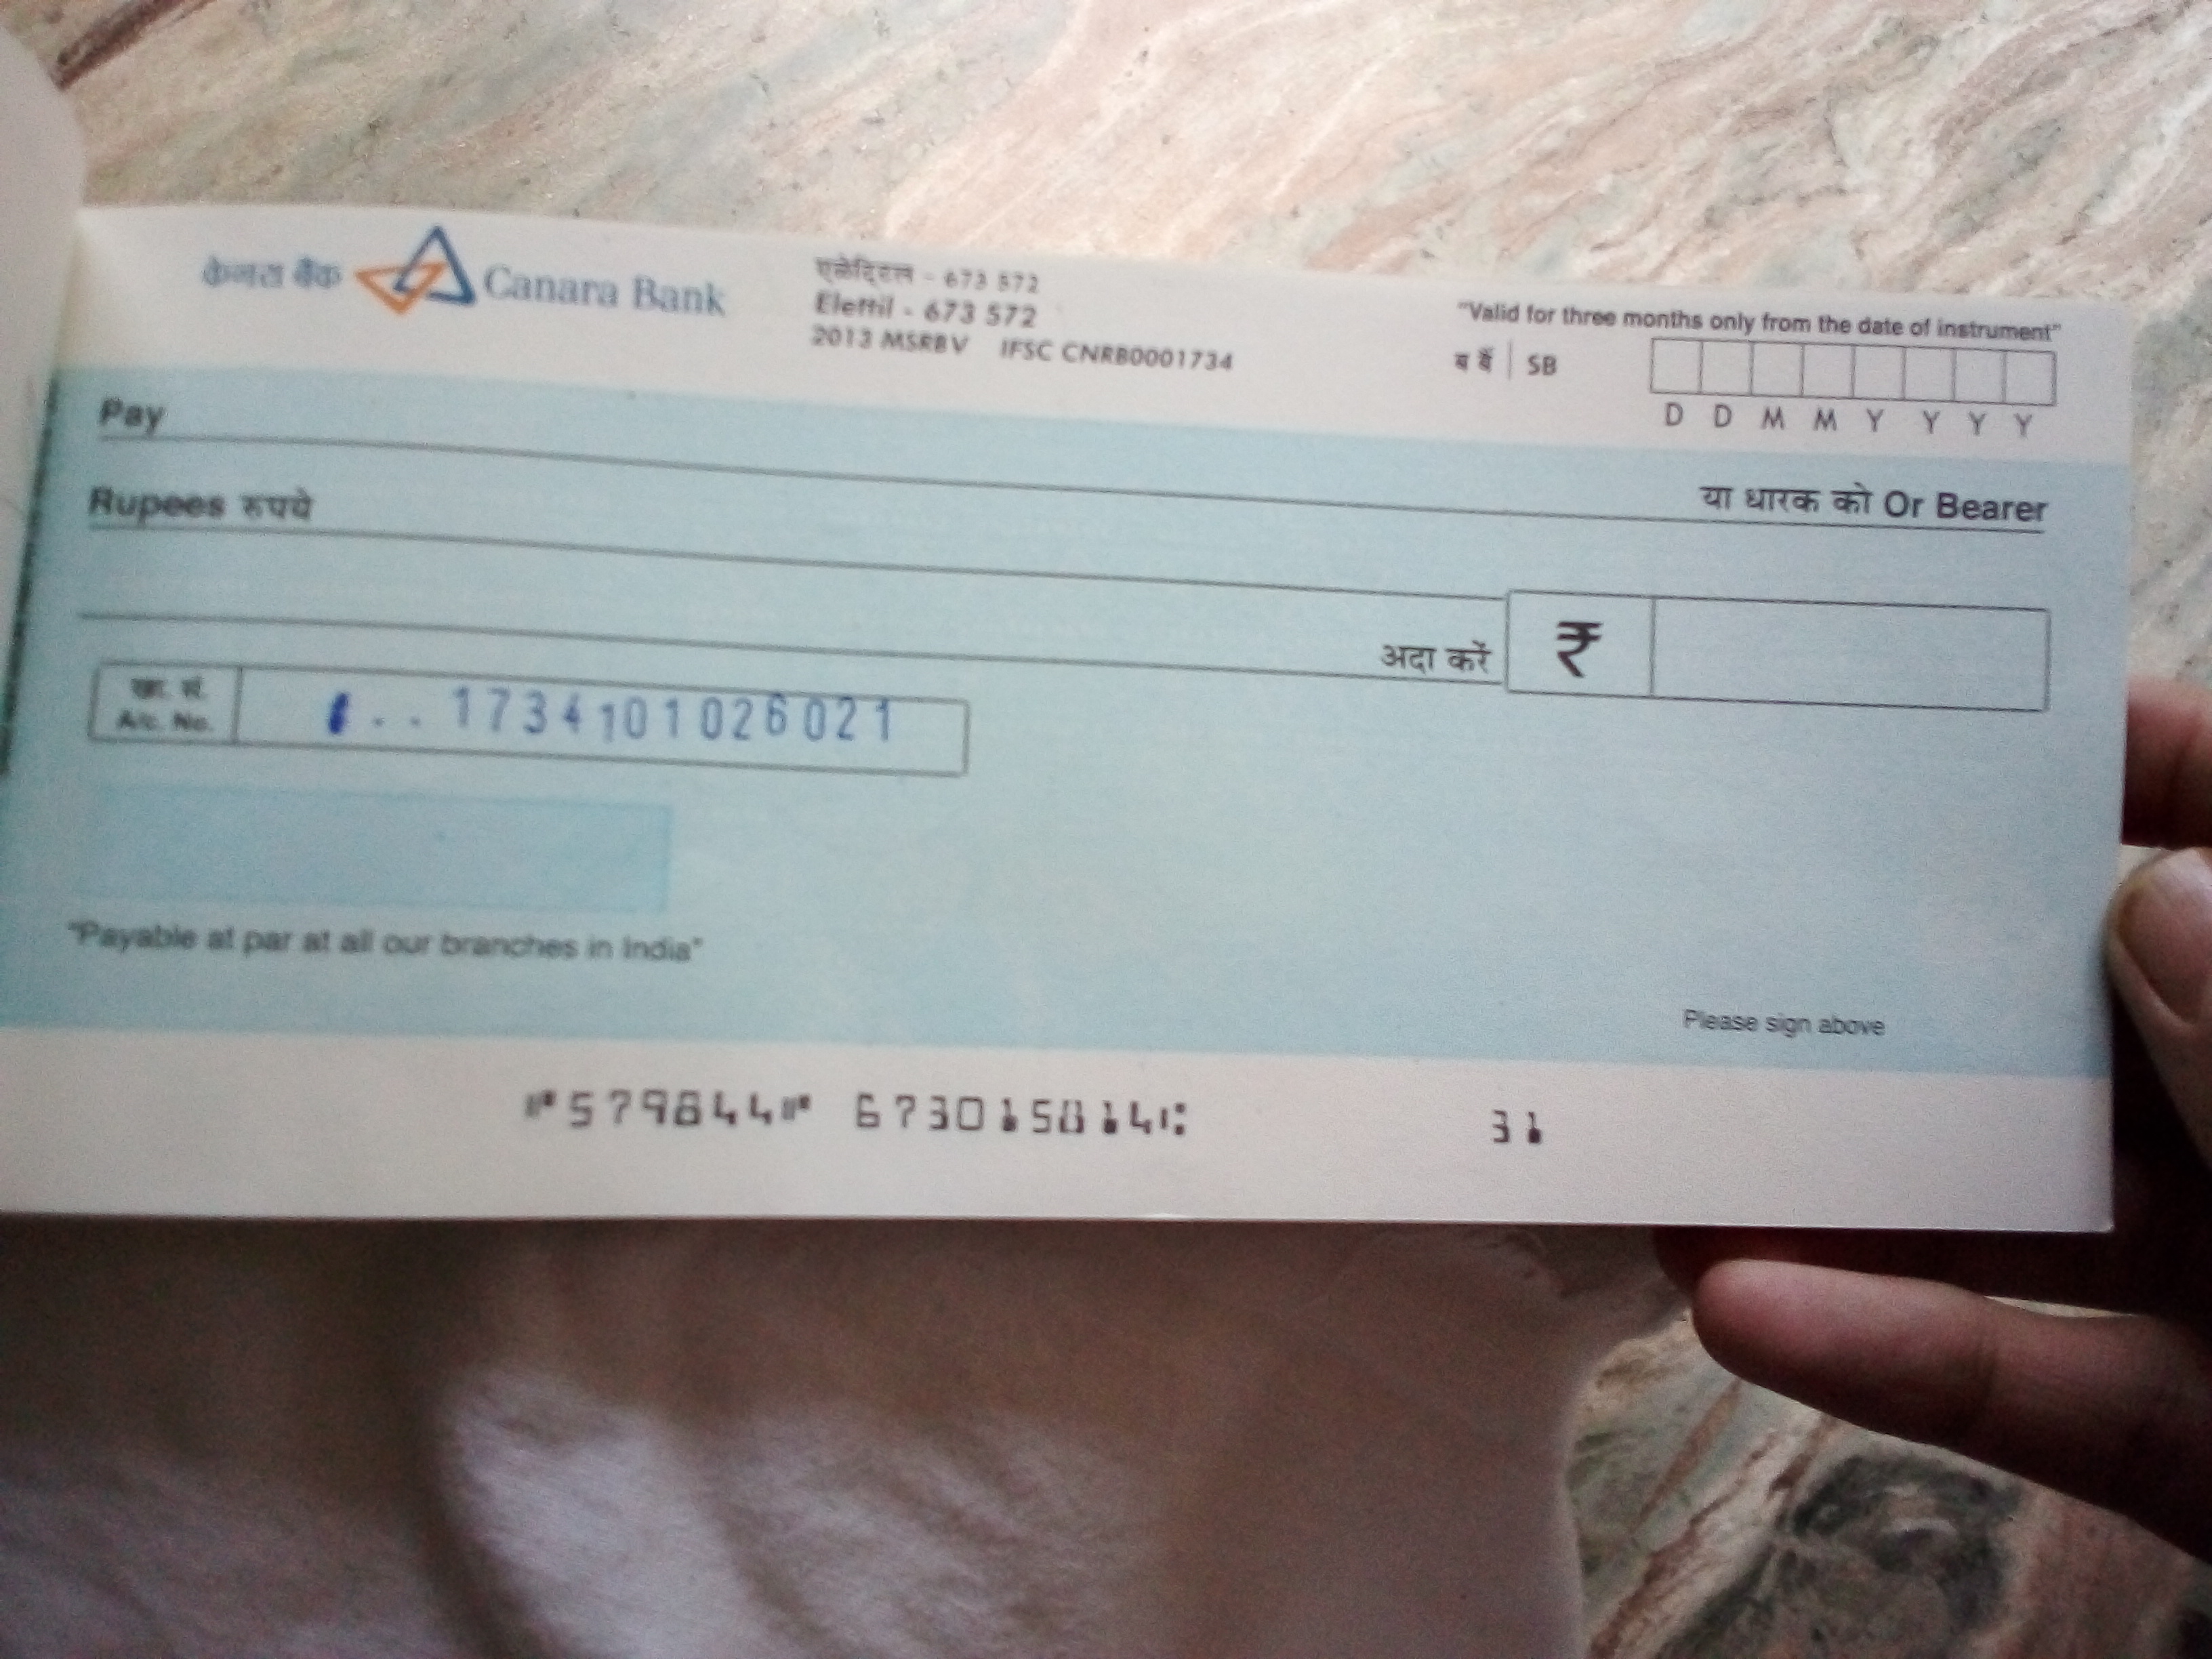 केनरा बैंक Canara Bank
एलेट्टिल - 673 572
Elettil - 673 572
2013 MSRBV IFSC CNRB0001734
"Valid for three months only from the date of instrument"
SB
D D M M Y Y Y Y
Pay
या धारक को Or Bearer
Rupees रुपये
अदा करें ₹
खा. सं.
A/c. No. 1734101026021
"Payable at par at all our branches in India"
Please sign above
⑈579844⑈ 673015814⑆ 31